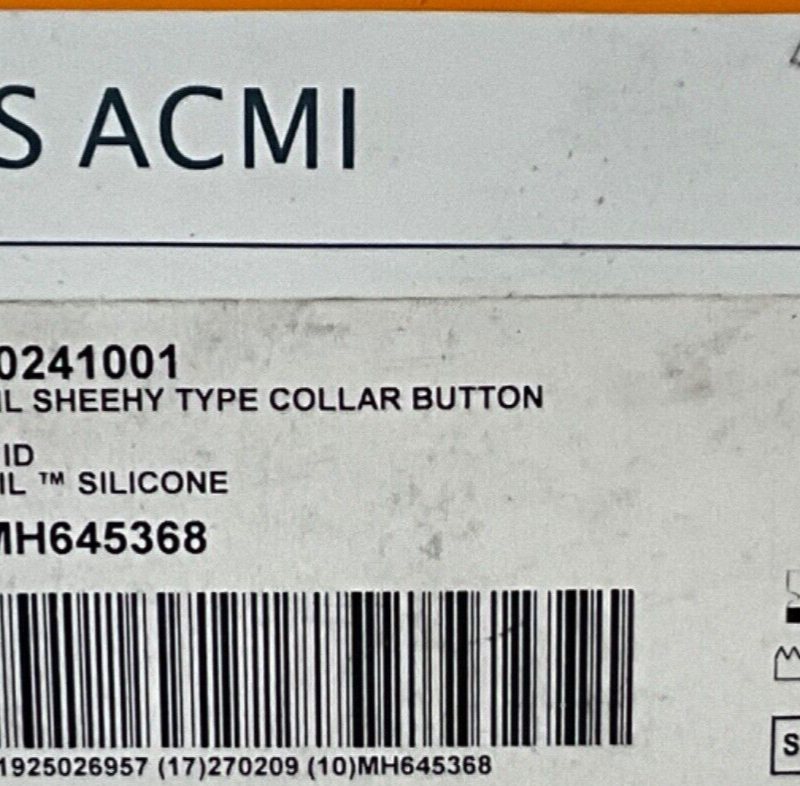 S ACMI
0241001
IL SHEEHY TYPE COLLAR BUTTON
ID
IL ™ SILICONE
MH645368
1925026957 (17)270209 (10)MH645368
S